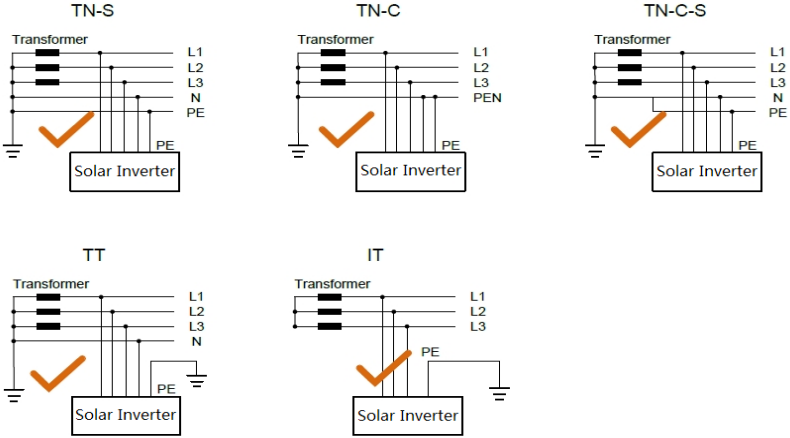 TN-S
TN-C
TN-C-S
Transformer
L1
L2
L3
N
PE
PE
Solar Inverter
Transformer
L1
L2
L3
PEN
PE
Solar Inverter
Transformer
L1
L2
L3
N
PE
PE
Solar Inverter
TT
IT
Transformer
L1
L2
L3
N
PE
Solar Inverter
Transformer
L1
L2
L3
PE
Solar Inverter